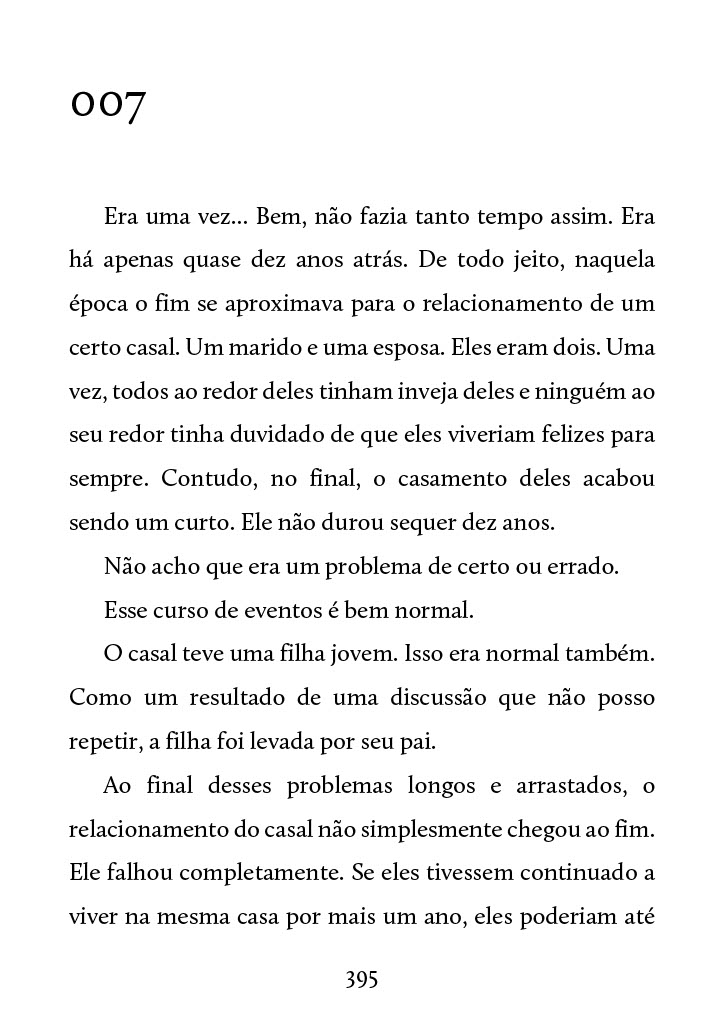 007
Era uma vez... Bem, não fazia tanto tempo assim. Era
há apenas quase dez anos atrás. De todo jeito, naquela
época o fim se aproximava para o relacionamento de um
certo casal. Um marido e uma esposa. Eles eram dois. Uma
vez, todos ao redor deles tinham inveja deles e ninguém ao
seu redor tinha duvidado de que eles viveriam felizes para
sempre. Contudo, no final, o casamento deles acabou
sendo um curto. Ele não durou sequer dez anos.
Não acho que era um problema de certo ou errado.
Esse curso de eventos é bem normal.
O casal teve uma filha jovem. Isso era normal também.
Como um resultado de uma discussão que não posso
repetir, a filha foi levada por seu pai.
Ao final desses problemas longos e arrastados, o
relacionamento do casal não simplesmente chegou ao fim.
Ele falhou completamente. Se eles tivessem continuado a
viver na mesma casa por mais um ano, eles poderiam até
395